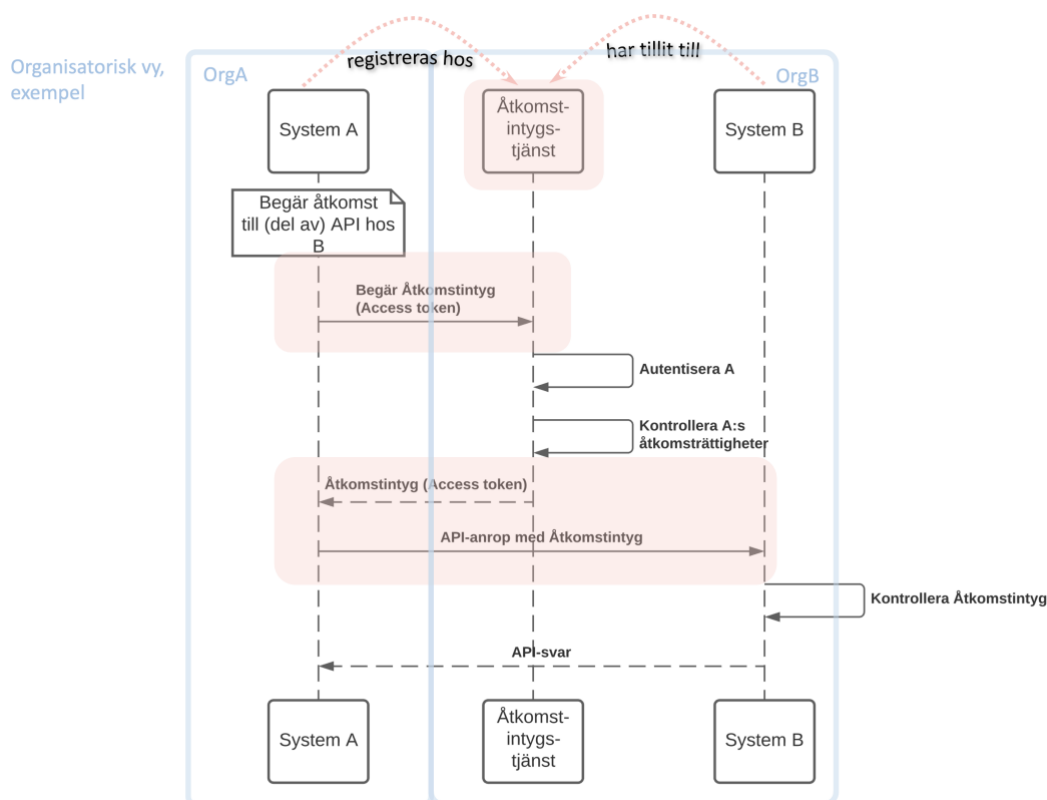 registreras hos
har tillit till
Organisatorisk vy,
exempel
OrgA
OrgB
System A
Åtkomst-
intygs-
tjänst
System B
Begär åtkomst
till (del av) API hos
B
Begär Åtkomstintyg
(Access token)
Autentisera A
Kontrollera A:s
åtkomsträttigheter
Åtkomstintyg (Access token)
API-anrop med Åtkomstintyg
Kontrollera Åtkomstintyg
API-svar
System A
Åtkomst-
intygs-
tjänst
System B